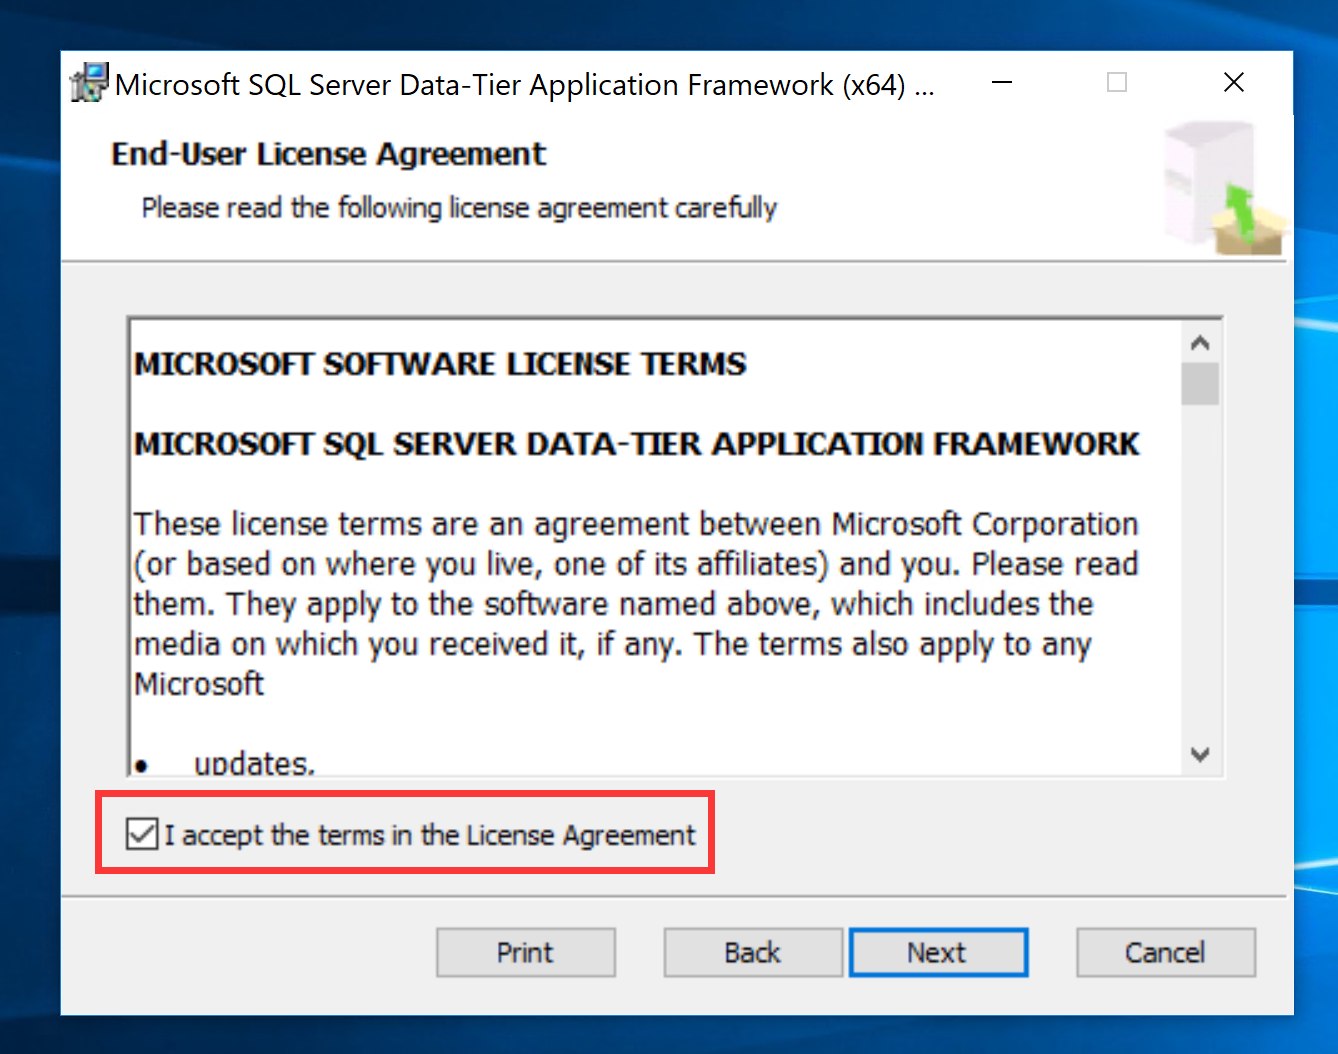 Microsoft SQL Server Data-Tier Application Framework (x64) ...
End-User License Agreement
Please read the following license agreement carefully
MICROSOFT SOFTWARE LICENSE TERMS
MICROSOFT SQL SERVER DATA-TIER APPLICATION FRAMEWORK
These license terms are an agreement between Microsoft Corporation
(or based on where you live, one of its affiliates) and you. Please read
them. They apply to the software named above, which includes the
media on which you received it, if any. The terms also apply to any
Microsoft
• updates,
I accept the terms in the License Agreement
Print Back Next Cancel